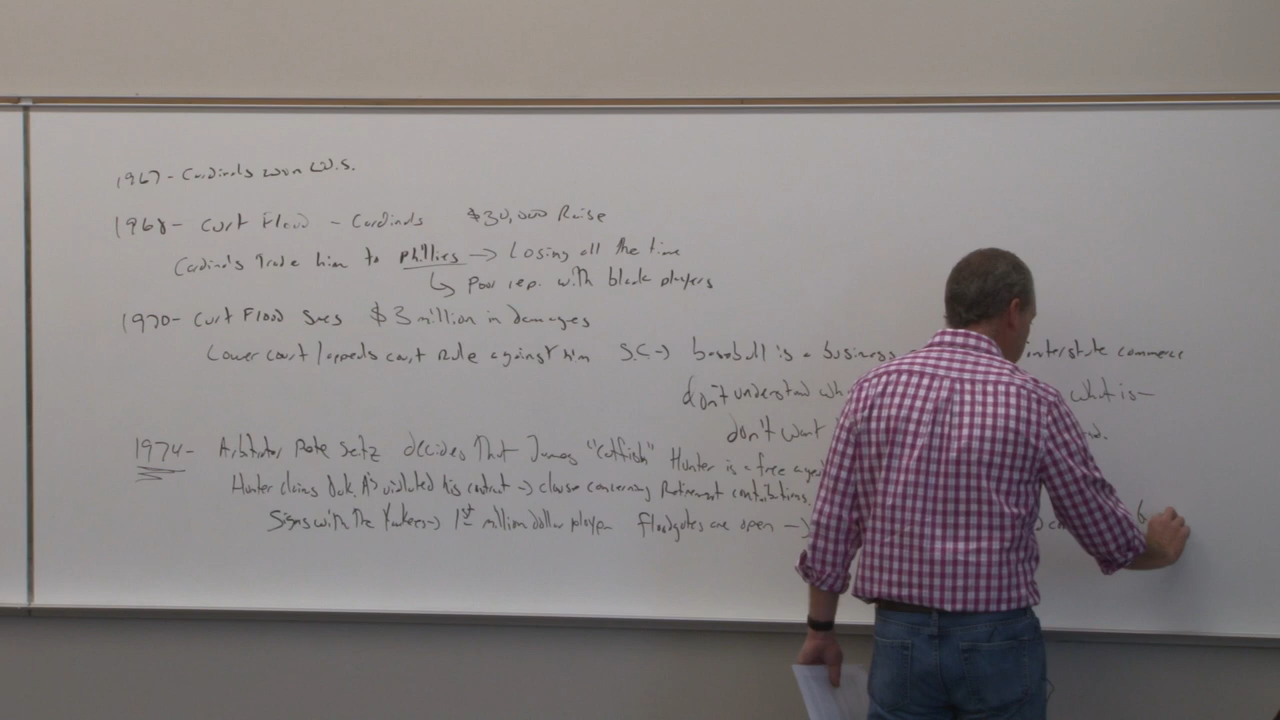 1967 - Cardinals won W.S.
1968 - Curt Flood - Cardinals $30,000 Raise
Cardinals Trade him to Phillies → Losing all the time
↳ Poor rep. with black players
1970 - Curt Flood Sues $3 million in damages
Lower court / appeals court Rule against him S.C → baseball is a business interstate commerce
don't understand what is -
don't want
1974 - Arbitrator Pete Seitz decides That James "Catfish" Hunter is a free
Hunter claims Oak. A's violated his contract → clause concerning Retirement contributions
Signs with The Yankees → 1st million dollar player floodgates are open →